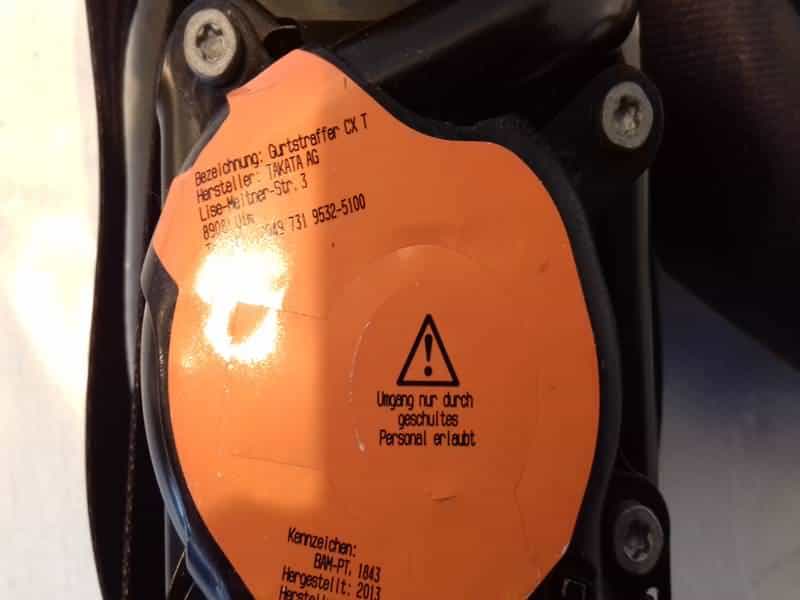 Bezeichnung: Gurtstraffer CX T
Hersteller: TAKATA AG
Lise-Meitner-Str. 3
Ulm
731 9532-5100
!
Umgang nur durch
geschultes
Personal erlaubt
Kennzeichen:
BAM-PT, 1843
Hergestellt: 2013